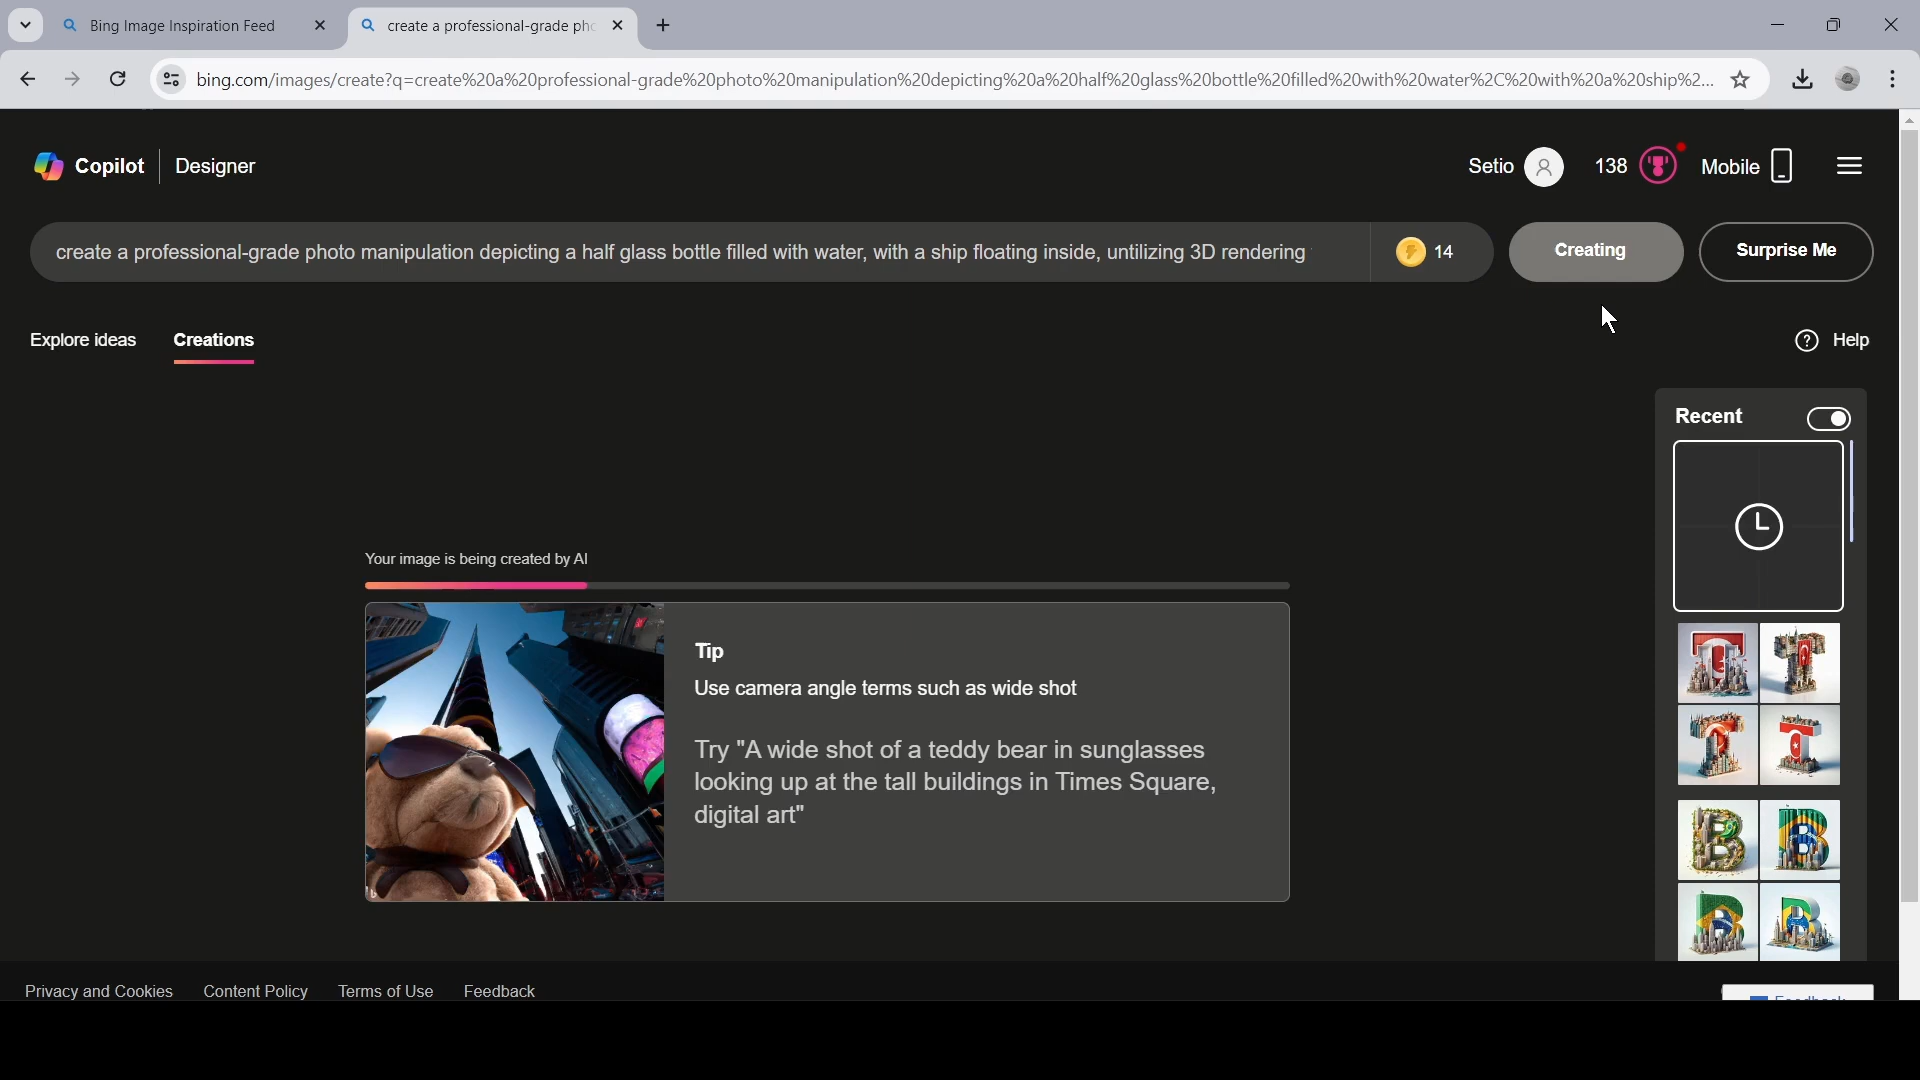 Bing Image Inspiration Feed
create a professional-grade pho
bing.com/images/create?q=create%20a%20professional-grade%20photo%20manipulation%20depicting%20a%20half%20glass%20bottle%20filled%20with%20water%2C%20with%20a%20ship%2...
Copilot Designer
Setio 138 Mobile
create a professional-grade photo manipulation depicting a half glass bottle filled with water, with a ship floating inside, untilizing 3D rendering
14 Creating Surprise Me
Explore ideas Creations
Help
Recent
Your image is being created by AI
Tip
Use camera angle terms such as wide shot
Try "A wide shot of a teddy bear in sunglasses
looking up at the tall buildings in Times Square,
digital art"
Privacy and Cookies Content Policy Terms of Use Feedback
Feedback